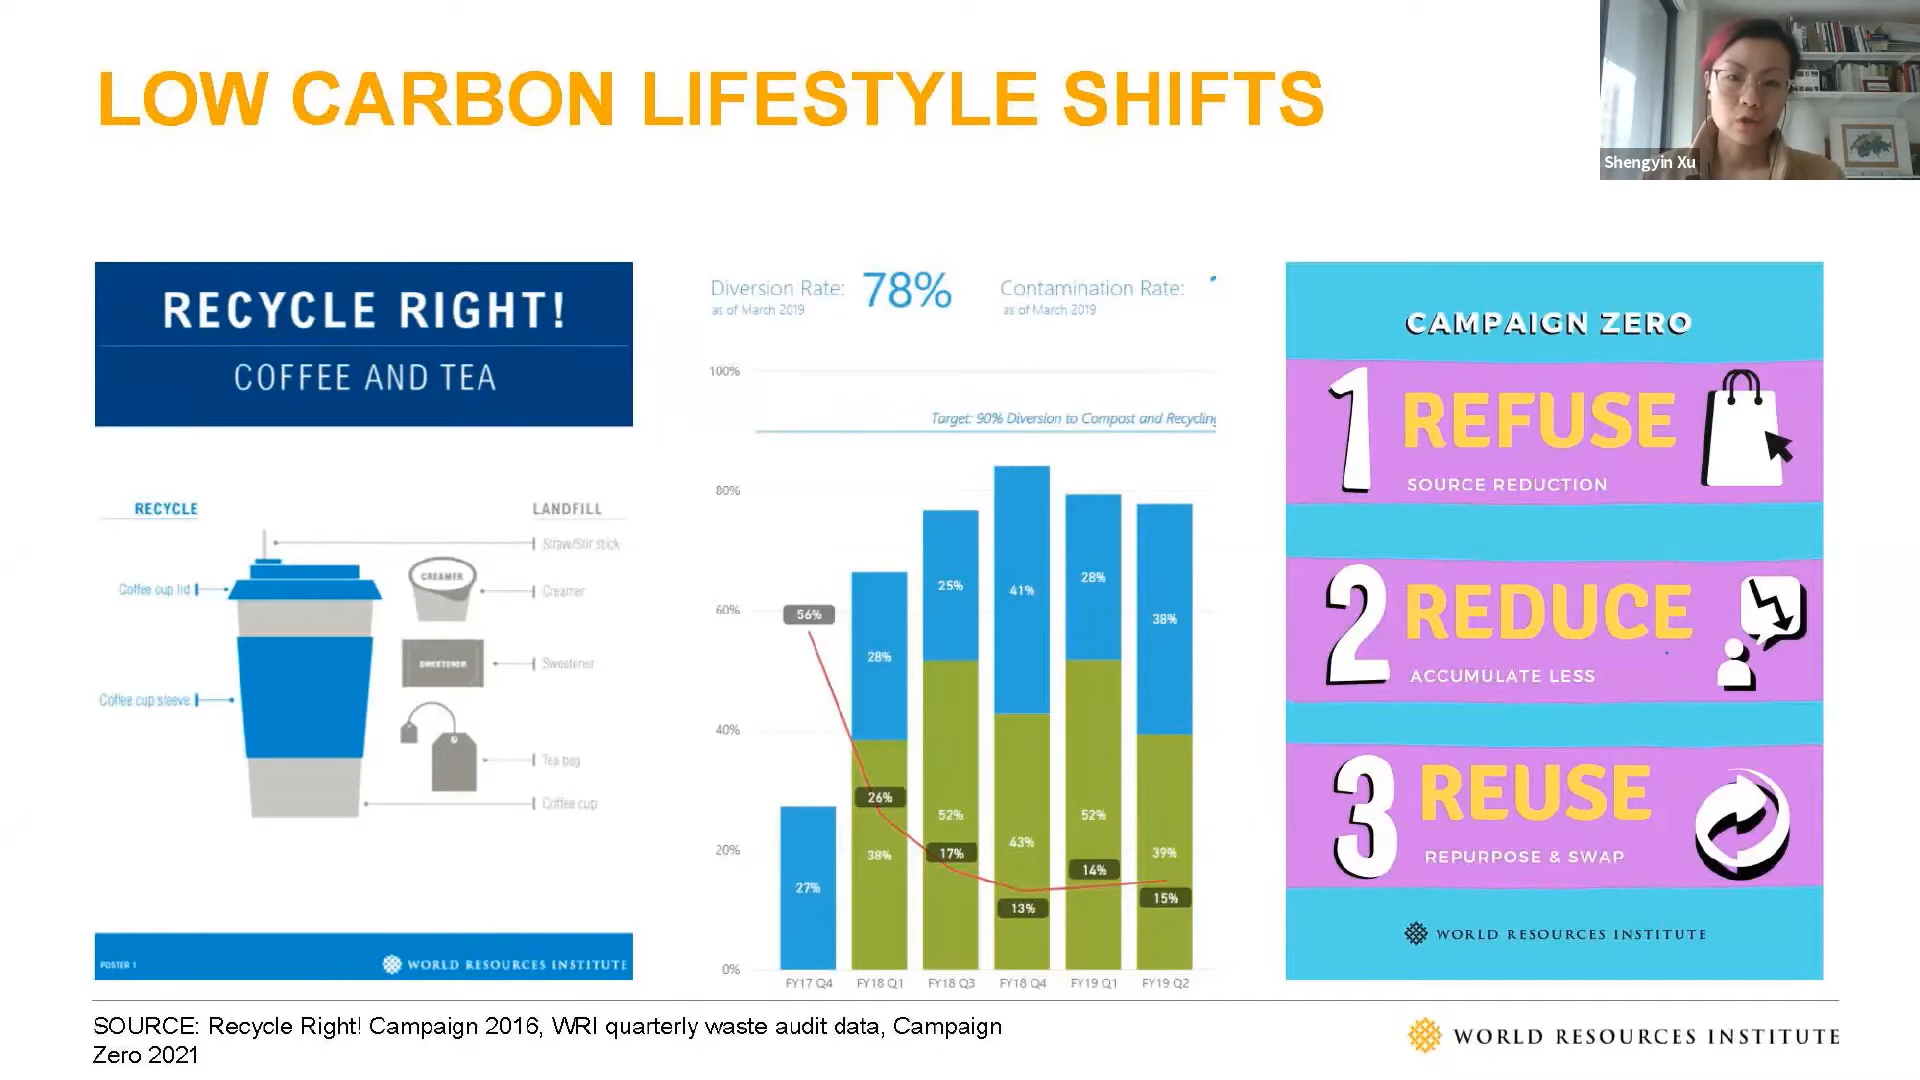 LOW CARBON LIFESTYLE SHIFTS
Shengyin Xu
RECYCLE RIGHT!
COFFEE AND TEA
RECYCLE
LANDFILL
Straw/Stir stick
Coffee cup lid
CREAMER
Creamer
SWEETENER
Sweetener
Coffee cup sleeve
Tea bag
Coffee cup
POSTER 1
WORLD RESOURCES INSTITUTE
Diversion Rate: 78%
as of March 2019
Contamination Rate:
as of March 2019
100%
Target: 90% Diversion to Compost and Recycling
80%
60%
40%
20%
0%
56%
27%
28%
26%
38%
25%
52%
17%
41%
43%
13%
28%
52%
14%
38%
39%
15%
FY17 Q4 FY18 Q1 FY18 Q3 FY18 Q4 FY19 Q1 FY19 Q2
CAMPAIGN ZERO
1 REFUSE
SOURCE REDUCTION
2 REDUCE
ACCUMULATE LESS
3 REUSE
REPURPOSE & SWAP
WORLD RESOURCES INSTITUTE
SOURCE: Recycle Right! Campaign 2016, WRI quarterly waste audit data, Campaign
Zero 2021
WORLD RESOURCES INSTITUTE